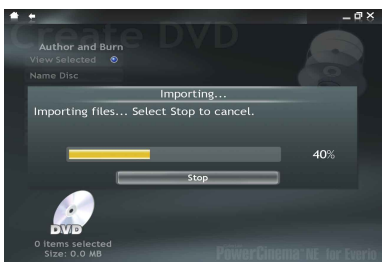 Create DVD
Author and Burn
View Selected
Name Disc
Importing...
Importing files... Select Stop to cancel.
40%
Stop
DVD
0 Items selected
Size: 0.0 MB
PowerCinema NE for Everio